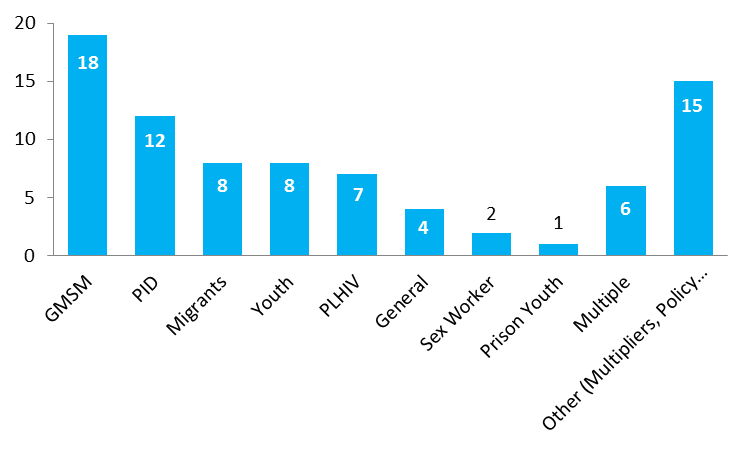 20
15
10
5
0
18
12
8
8
7
4
2
1
6
15
GMSM
PID
Migrants
Youth
PLHIV
General
Sex Worker
Prison Youth
Multiple
Other (Multipliers, Policy...